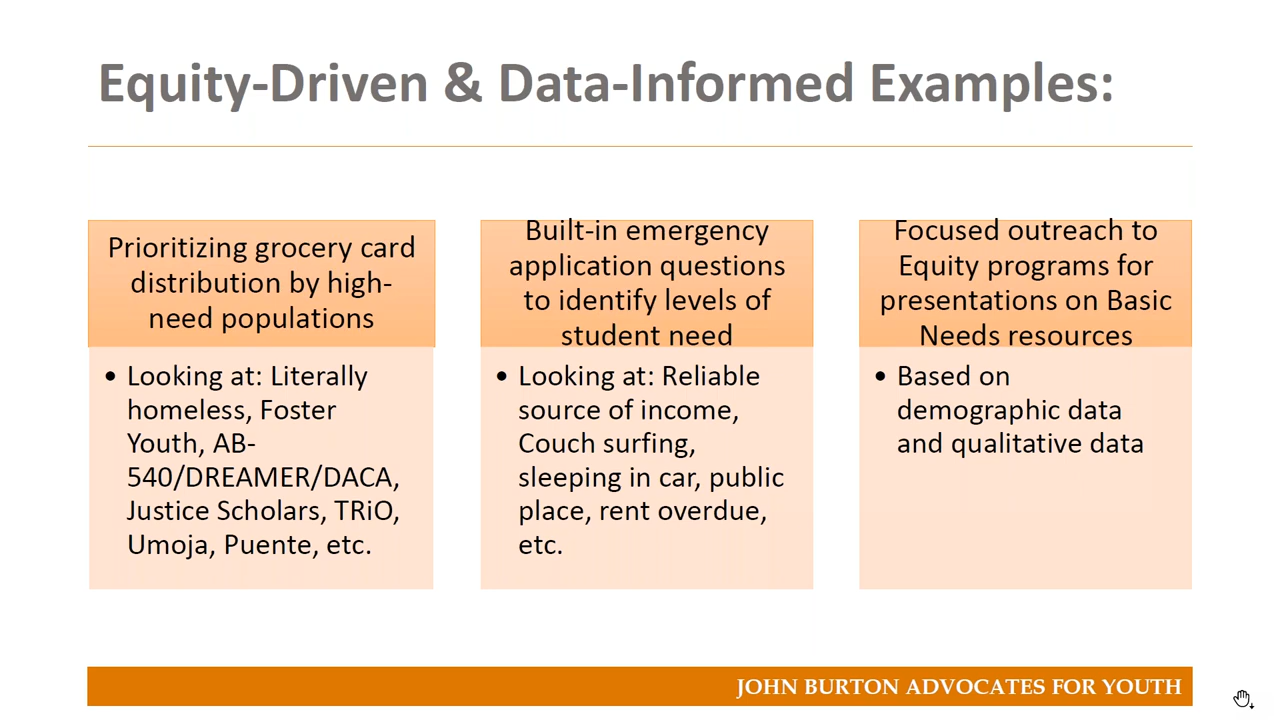 Equity-Driven & Data-Informed Examples:
Prioritizing grocery card
distribution by high-
need populations
• Looking at: Literally
homeless, Foster
Youth, AB-
540/DREAMER/DACA,
Justice Scholars, TRiO,
Umoja, Puente, etc.
Built-in emergency
application questions
to identify levels of
student need
• Looking at: Reliable
source of income,
Couch surfing,
sleeping in car, public
place, rent overdue,
etc.
Focused outreach to
Equity programs for
presentations on Basic
Needs resources
• Based on
demographic data
and qualitative data
JOHN BURTON ADVOCATES FOR YOUTH